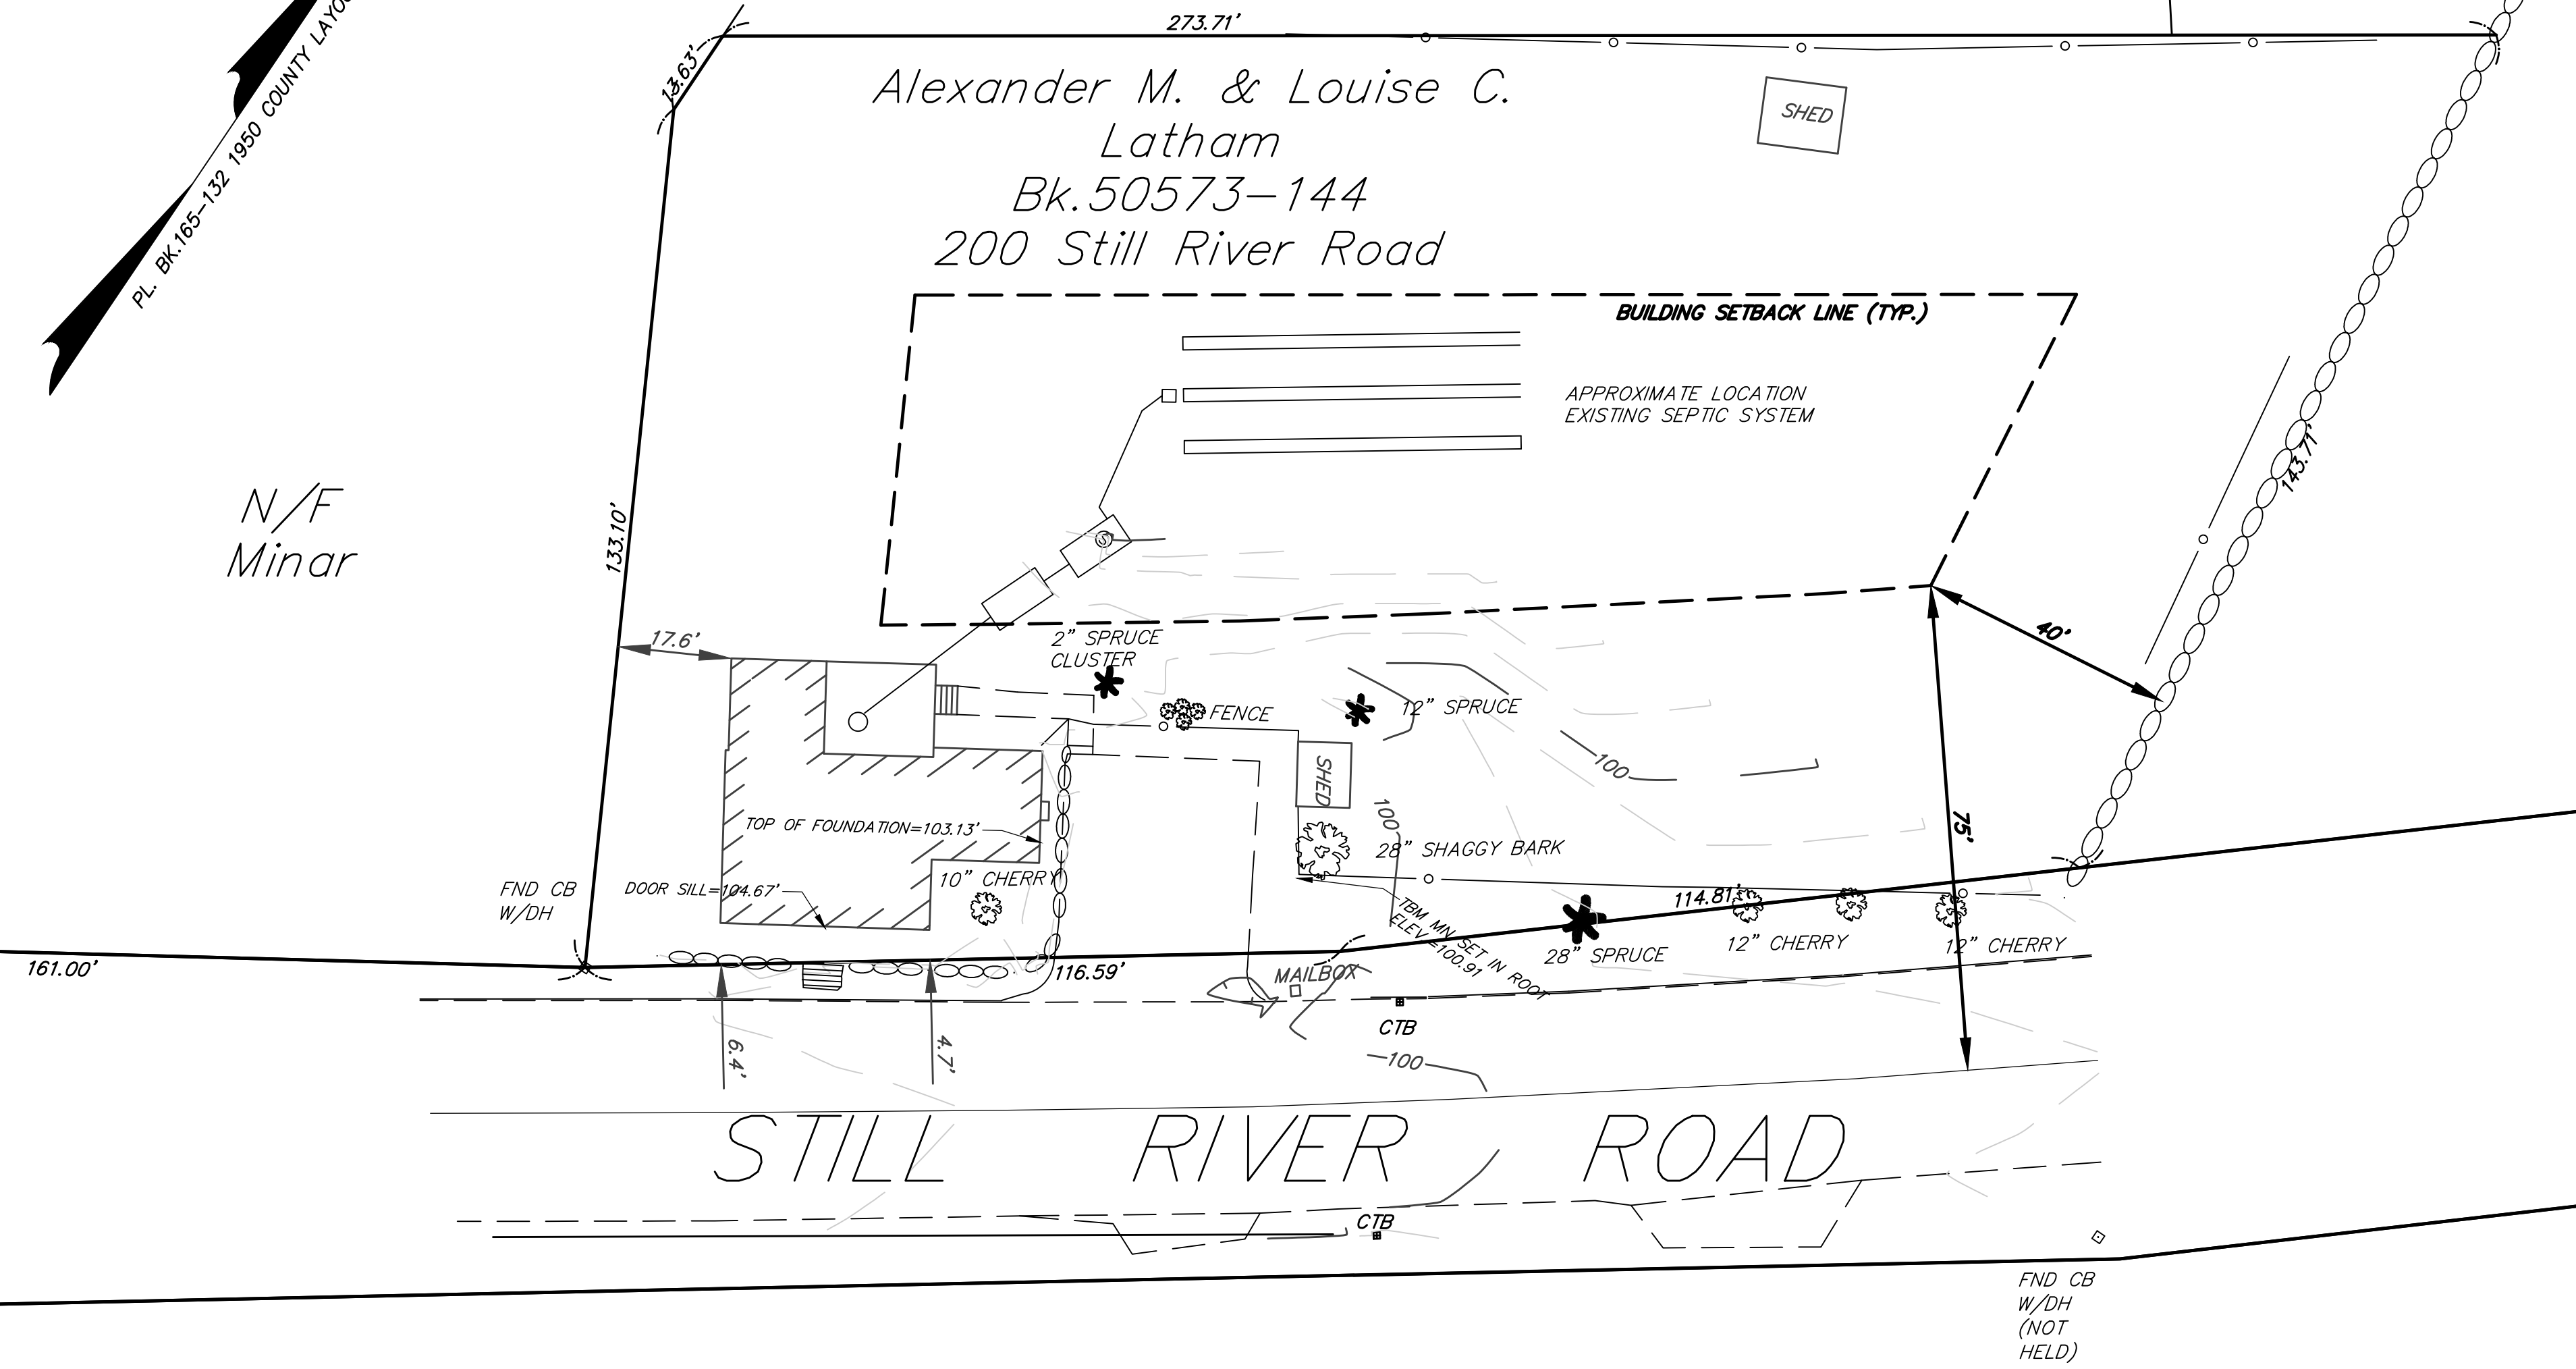 273.71'
13.63'
PL. BK.165-132 1950 COUNTY
Alexander M. & Louise C.
Latham
Bk.50573-144
200 Still River Road
SHED
BUILDING SETBACK LINE (TYP.)
APPROXIMATE LOCATION
EXISTING SEPTIC SYSTEM
143.71'
N/F
Minar
133.10'
S
17.6'
2" SPRUCE
CLUSTER
40'
FENCE
12" SPRUCE
100
SHED
100
75'
TOP OF FOUNDATION=103.13'
28" SHAGGY BARK
10" CHERRY
FND CB
W/DH
DOOR SILL=104.67'
114.81'
TBM MN SET IN ROOT
ELEV=100.91
28" SPRUCE
12" CHERRY
12" CHERRY
161.00'
116.59'
MAILBOX
CTB
6.4'
4.7'
100
STILL RIVER ROAD
CTB
FND CB
W/DH
(NOT
HELD)